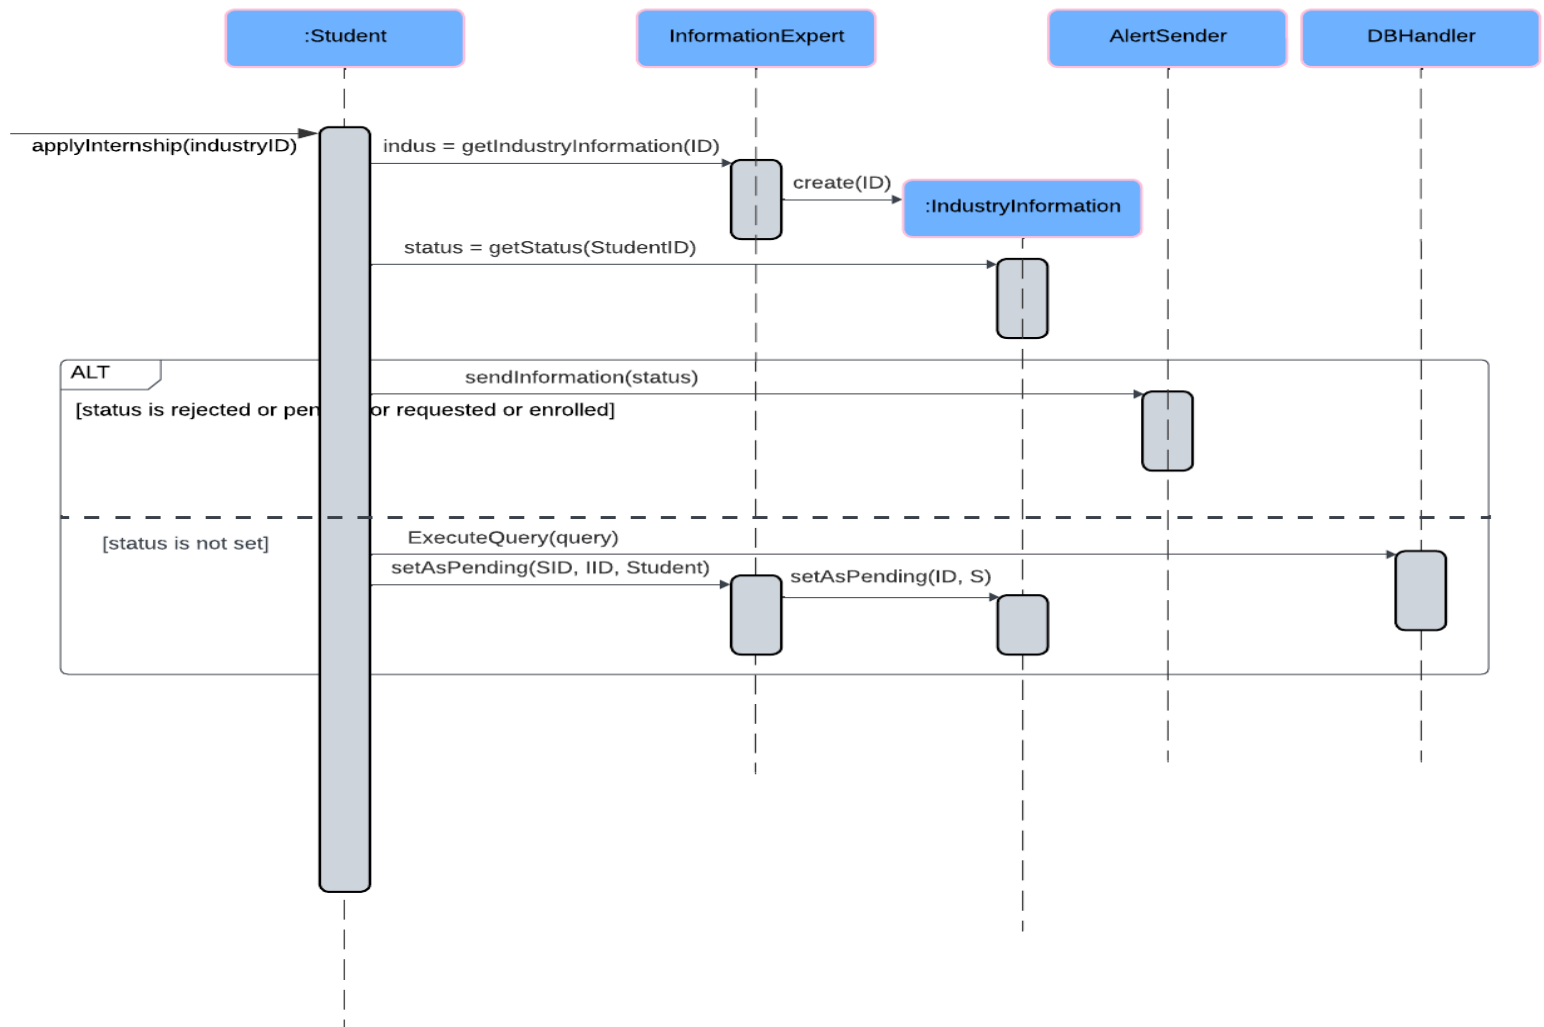 :Student
InformationExpert
AlertSender
DBHandler
applyInternship(industryID)
indus = getIndustryInformation(ID)
create(ID)
:IndustryInformation
status = getStatus(StudentID)
ALT
sendInformation(status)
[status is rejected or or requested or enrolled]
[status is not set]
ExecuteQuery(query)
setAsPending(SID, IID, Student)
setAsPending(ID, S)